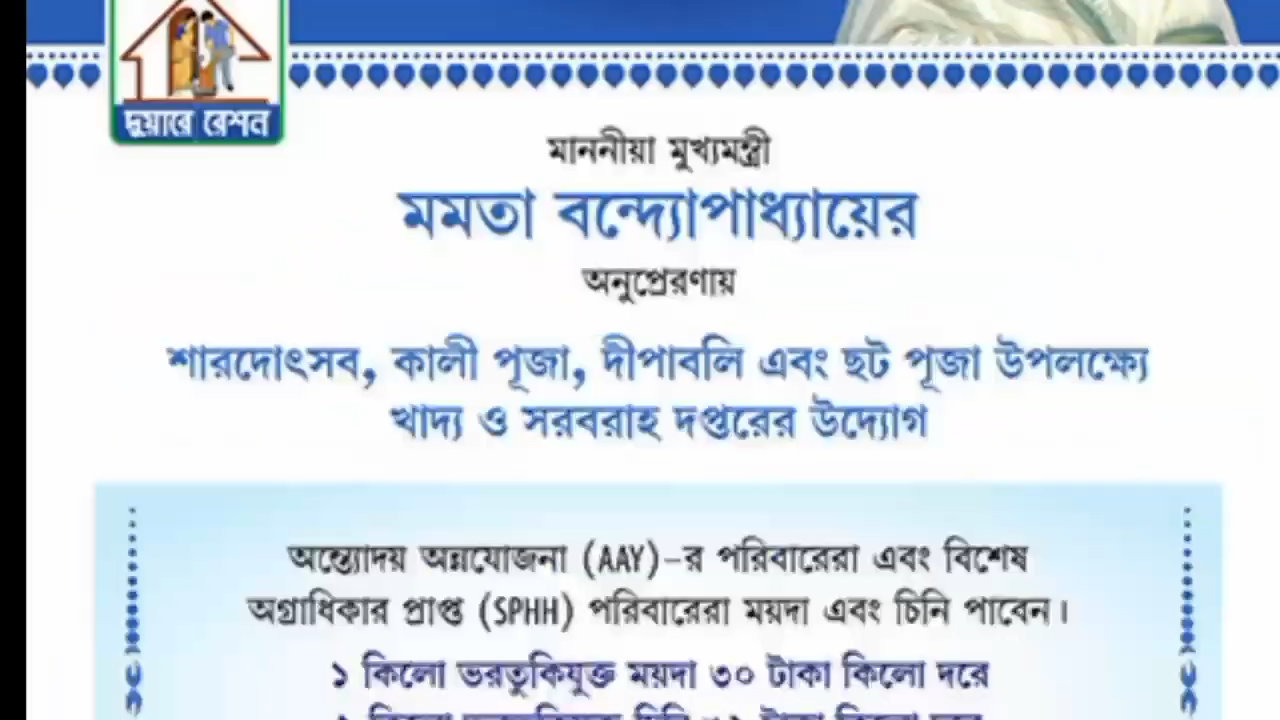 দুয়ারে রেশন
মাননীয়া মুখ্যমন্ত্রী
মমতা বন্দ্যোপাধ্যায়ের
অনুপ্রেরণায়
শারদোৎসব, কালী পূজা, দীপাবলি এবং ছট পূজা উপলক্ষ্যে
খাদ্য ও সরবরাহ দপ্তরের উদ্যোগ
অন্ত্যোদয় অন্নযোজনা (AAY)-র পরিবারেরা এবং বিশেষ
অগ্রাধিকার প্রাপ্ত (SPHH) পরিবারেরা ময়দা এবং চিনি পাবেন।
১ কিলো ভরতুকিযুক্ত ময়দা ৩০ টাকা কিলো দরে